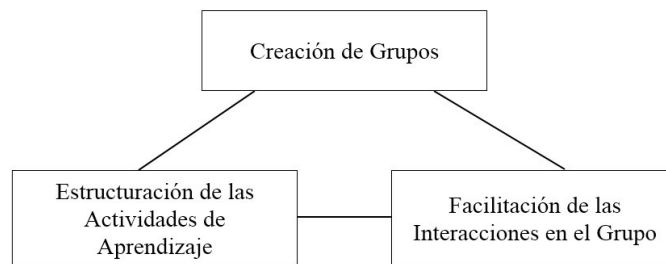 Creación de Grupos
Estructuración de las
Actividades de
Aprendizaje
Facilitación de las
Interacciones en el Grupo